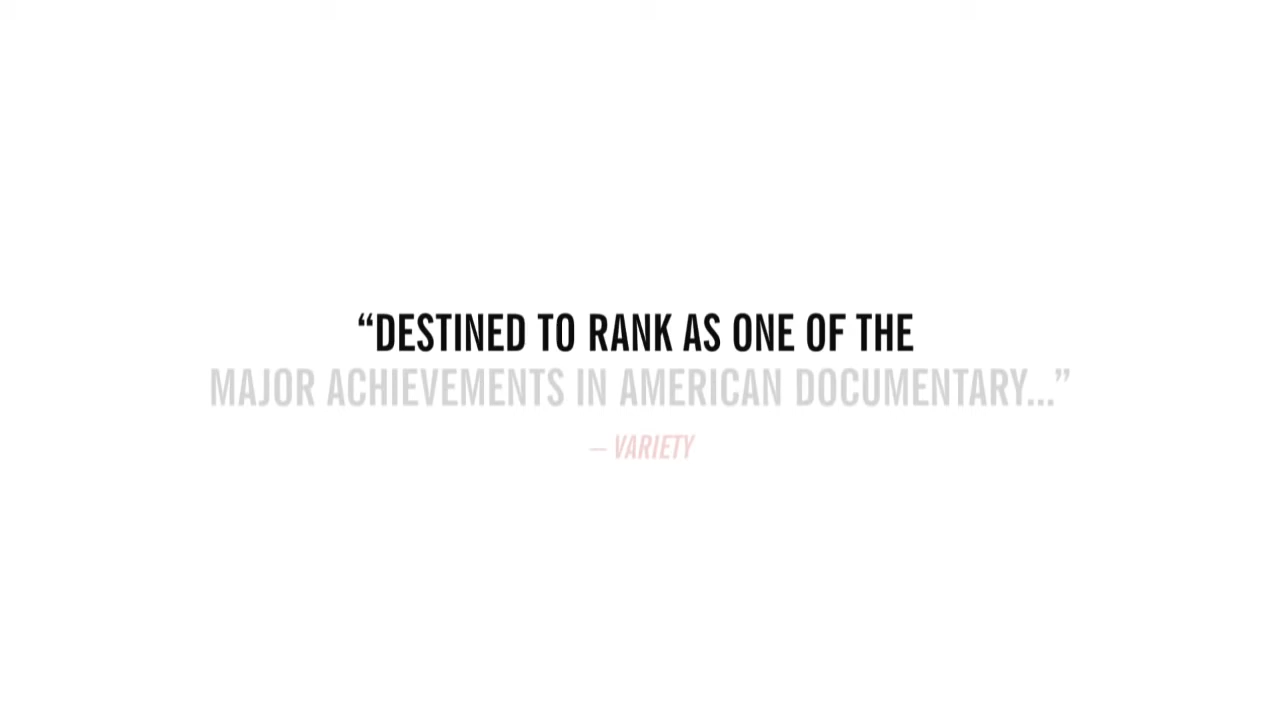 “DESTINED TO RANK AS ONE OF THE
MAJOR ACHIEVEMENTS IN AMERICAN DOCUMENTARY...”
– VARIETY